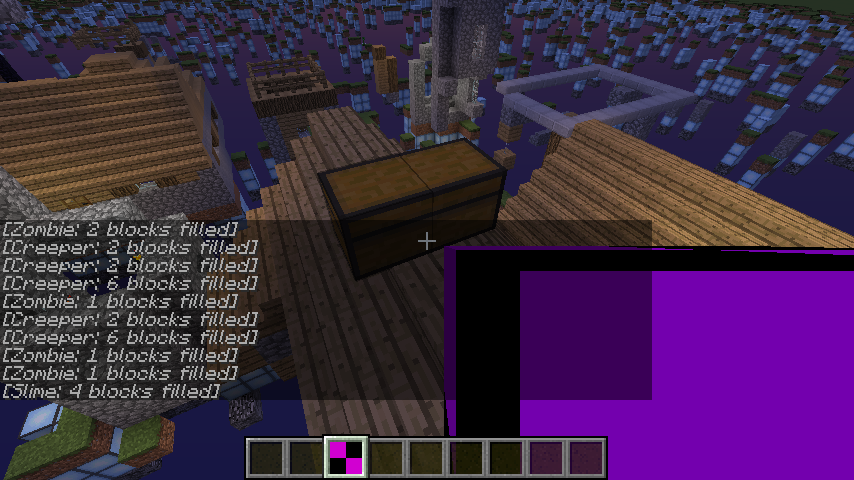 [Zombie: 2 blocks filled]
[Creeper: 2 blocks filled]
[Creeper: 2 blocks filled]
[Creeper: 6 blocks filled]
[Zombie: 1 blocks filled]
[Creeper: 2 blocks filled]
[Creeper: 6 blocks filled]
[Zombie: 1 blocks filled]
[Zombie: 1 blocks filled]
[Slime: 4 blocks filled]